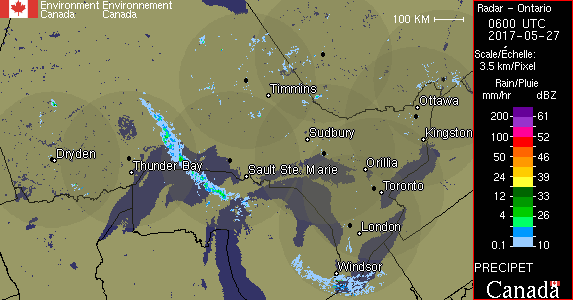 Environment Environnement
Canada Canada
100 KM
Timmins
Ottawa
Sudbury
Kingston
Dryden
Thunder Bay
Sault Ste. Marie
Orillia
Toronto
London
Windsor
Radar - Ontario
0600 UTC
2017-05-27
Scale/Échelle:
3.5 km/Pixel
Rain/Pluie
mm/hr dBZ
200 61
100 52
50 46
24 39
12 33
4 26
0.1 10
PRECIPET
Canada